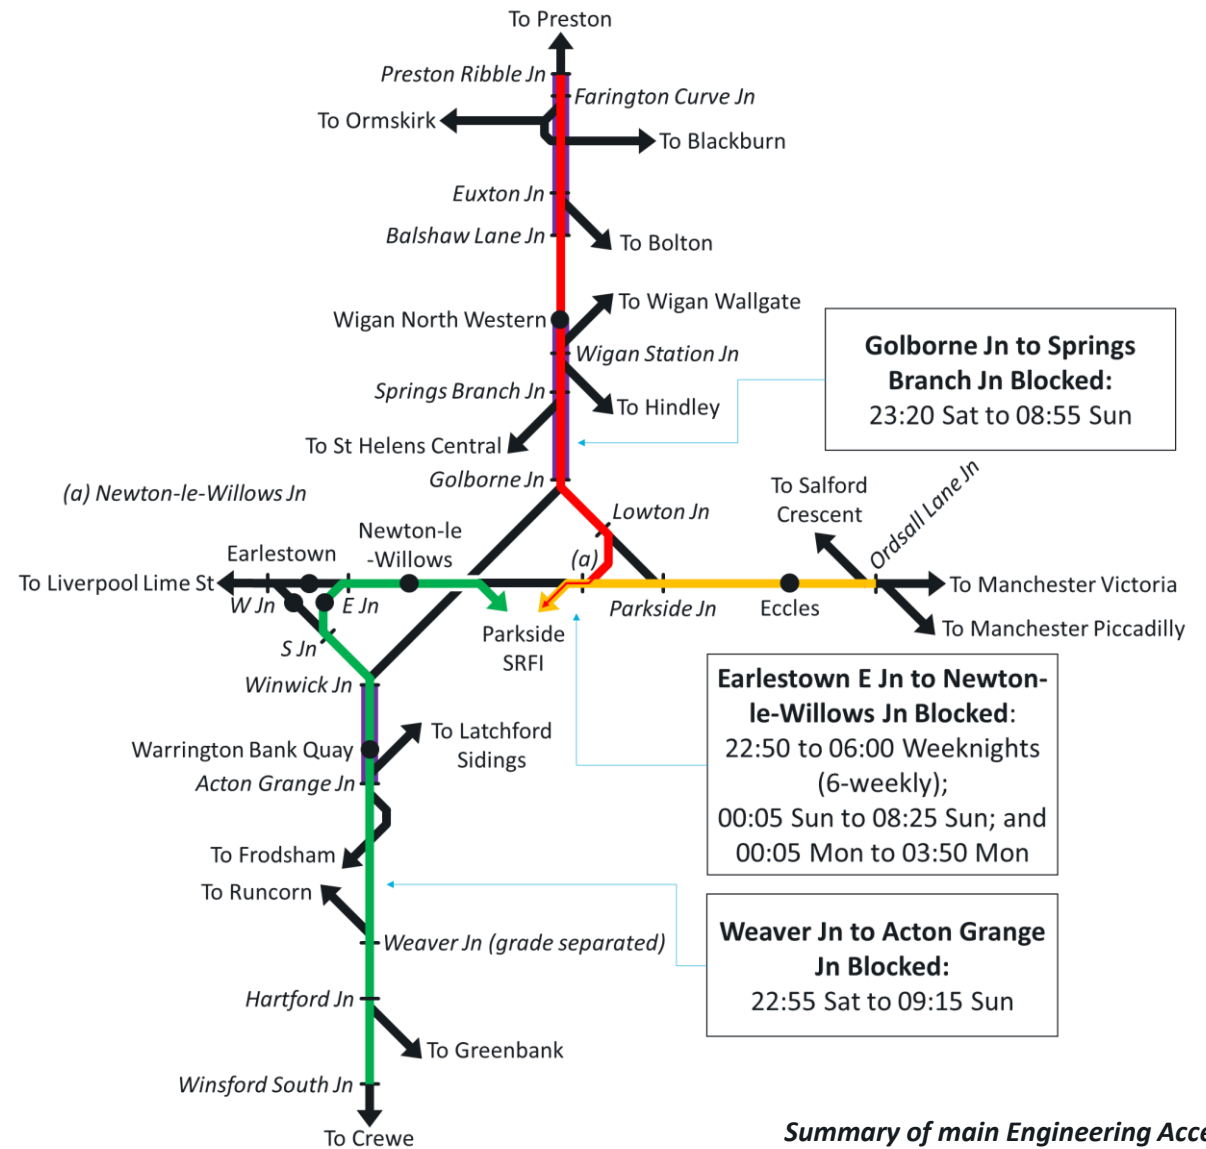 To Preston
Preston Ribble Jn
Farington Curve Jn
To Ormskirk
To Blackburn
Euxton Jn
Balshaw Lane Jn
To Bolton
To Wigan Wallgate
Wigan North Western
Wigan Station Jn
Springs Branch Jn
To Hindley
To St Helens Central
Golborne Jn
Golborne Jn to Springs
Branch Jn Blocked:
23:20 Sat to 08:55 Sun
(a) Newton-le-Willows Jn
Lowton Jn
To Salford
Crescent
Ordsall Lane Jn
Newton-le
-Willows
Earlestown
(a)
To Liverpool Lime St
W Jn
E Jn
S Jn
Parkside
SRFI
Parkside Jn
Eccles
To Manchester Victoria
To Manchester Piccadilly
Winwick Jn
Warrington Bank Quay
To Latchford
Sidings
Acton Grange Jn
Earlestown E Jn to Newton-
le-Willows Jn Blocked:
22:50 to 06:00 Weeknights
(6-weekly);
00:05 Sun to 08:25 Sun; and
00:05 Mon to 03:50 Mon
To Frodsham
To Runcorn
Weaver Jn (grade separated)
Weaver Jn to Acton Grange
Jn Blocked:
22:55 Sat to 09:15 Sun
Hartford Jn
To Greenbank
Winsford South Jn
To Crewe
Summary of main Engineering Acce